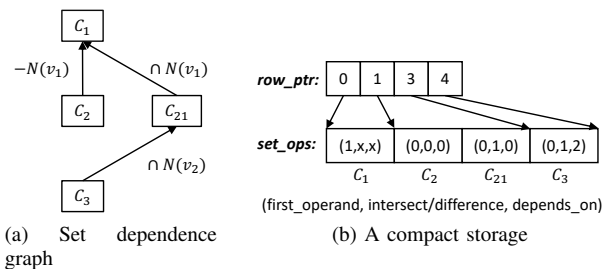 C₁
−N(v₁)
∩ N(v₁)
C₂
C₂₁
∩ N(v₂)
C₃
(a) Set dependence
graph
row_ptr: 0 1 3 4
set_ops: (1,x,x) (0,0,0) (0,1,0) (0,1,2)
C₁ C₂ C₂₁ C₃
(first_operand, intersect/difference, depends_on)
(b) A compact storage